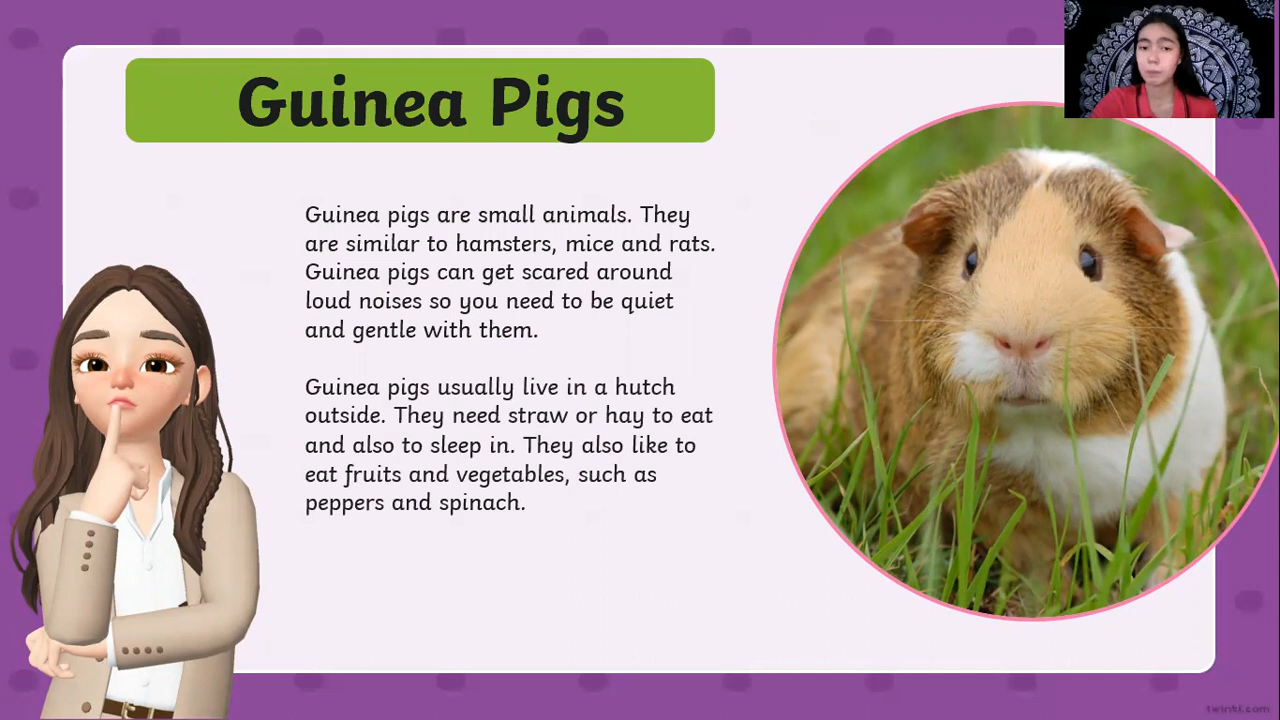 Guinea Pigs
Guinea pigs are small animals. They
are similar to hamsters, mice and rats.
Guinea pigs can get scared around
loud noises so you need to be quiet
and gentle with them.
Guinea pigs usually live in a hutch
outside. They need straw or hay to eat
and also to sleep in. They also like to
eat fruits and vegetables, such as
peppers and spinach.
twinkl.com